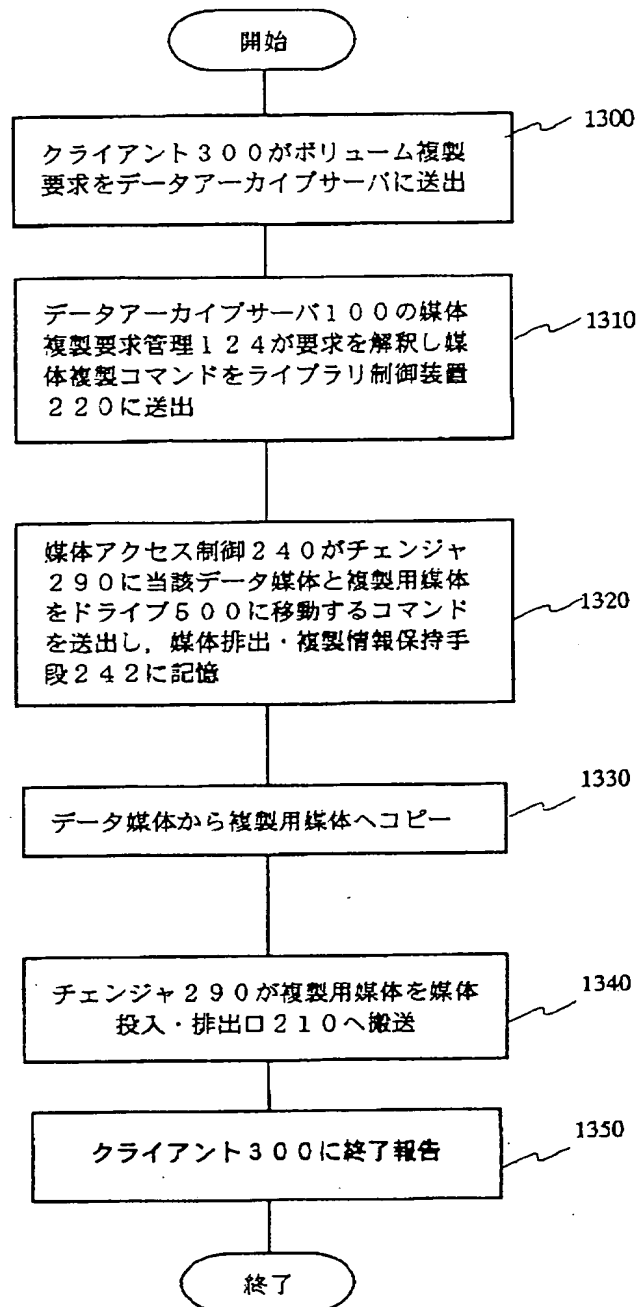 開始
1300
クライアント３００がボリューム複製
要求をデータアーカイブサーバに送出
1310
データアーカイブサーバ１００の媒体
複製要求管理１２４が要求を解釈し媒
体複製コマンドをライブラリ制御装置
２２０に送出
1320
媒体アクセス制御２４０がチェンジャ
２９０に当該データ媒体と複製用媒体
をドライブ５００に移動するコマンド
を送出し，媒体排出・複製情報保持手
段２４２に記憶
1330
データ媒体から複製用媒体へコピー
1340
チェンジャ２９０が複製用媒体を媒体
投入・排出口２１０へ搬送
1350
クライアント３００に終了報告
終了